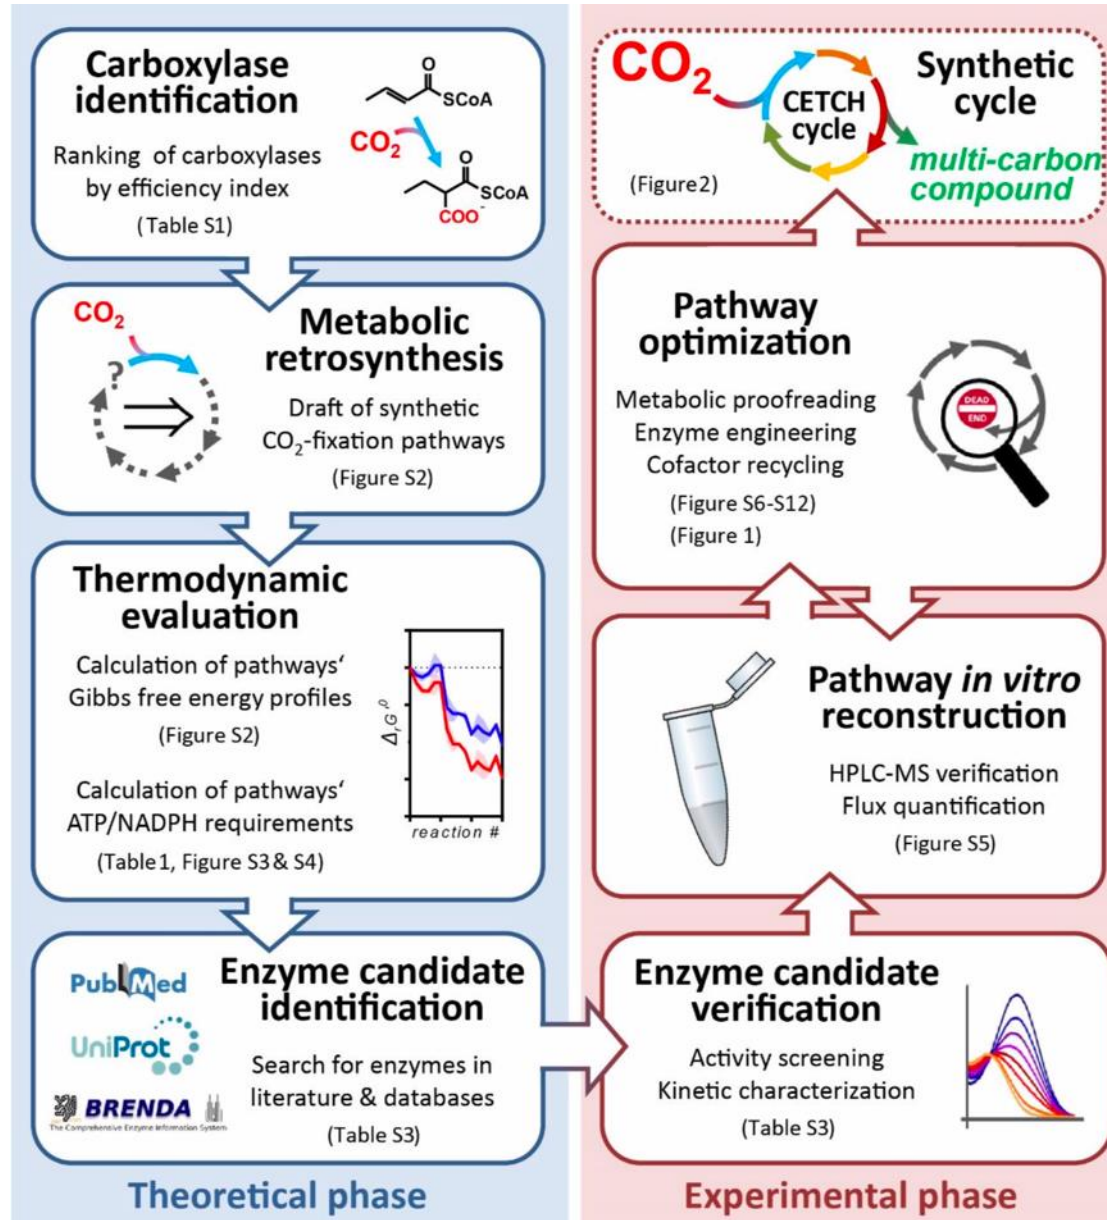 Carboxylase
identification
Ranking of carboxylases
by efficiency index
(Table S1)
O
SCoA
CO2
O
SCoA
COO-
CO2
?
Metabolic
retrosynthesis
Draft of synthetic
CO2-fixation pathways
(Figure S2)
Thermodynamic
evaluation
Calculation of pathways‘
Gibbs free energy profiles
(Figure S2)
Calculation of pathways‘
ATP/NADPH requirements
(Table 1, Figure S3 & S4)
ΔrG'0
reaction #
PubMed
UniProt
BRENDA
The Comprehensive Enzyme Information System
Enzyme candidate
identification
Search for enzymes in
literature & databases
(Table S3)
Theoretical phase
CO2
CETCH
cycle
Synthetic
cycle
multi-carbon
compound
(Figure 2)
Pathway
optimization
Metabolic proofreading
Enzyme engineering
Cofactor recycling
(Figure S6-S12)
(Figure 1)
DEAD
END
Pathway in vitro
reconstruction
HPLC-MS verification
Flux quantification
(Figure S5)
Enzyme candidate
verification
Activity screening
Kinetic characterization
(Table S3)
Experimental phase